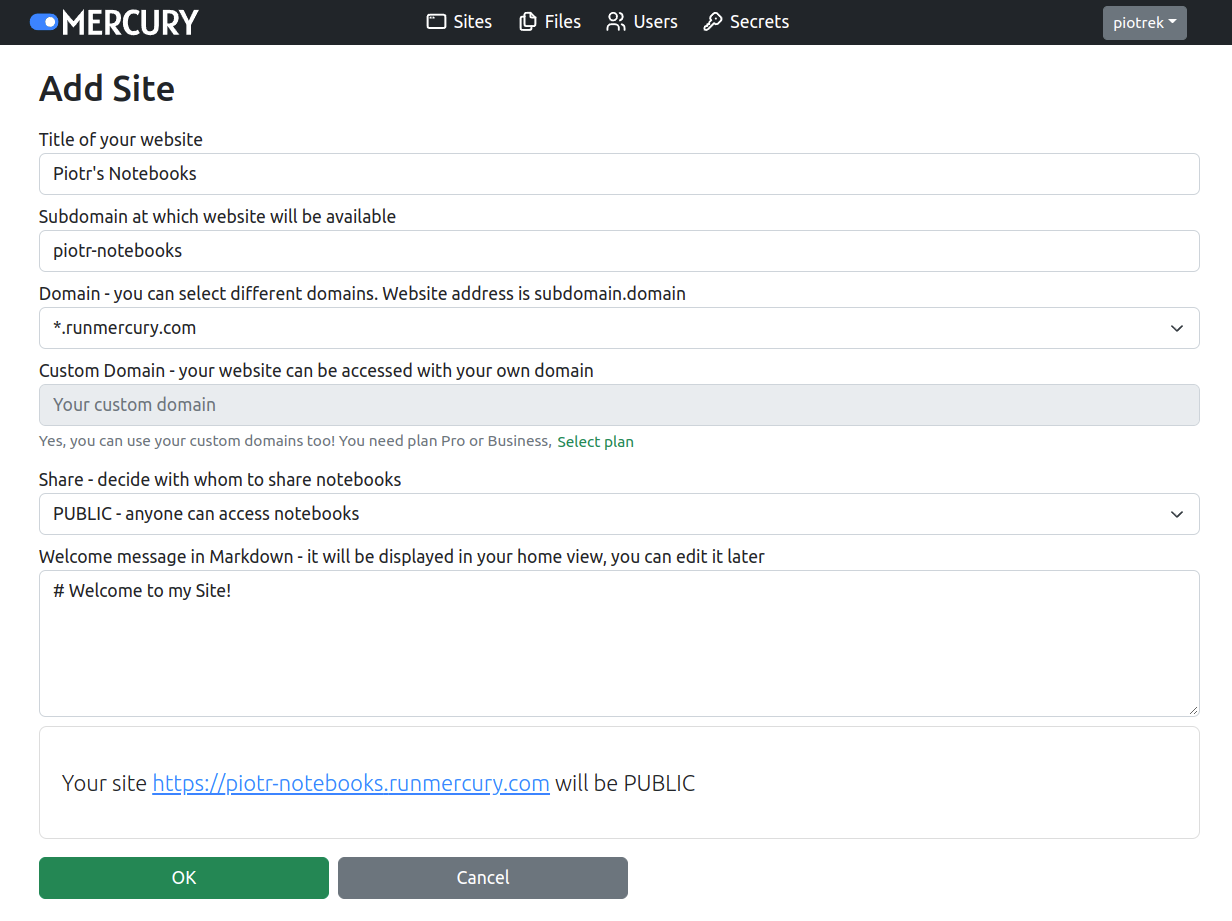 MERCURY Sites Files Users Secrets piotrek
Add Site
Title of your website
Piotr's Notebooks
Subdomain at which website will be available
piotr-notebooks
Domain - you can select different domains. Website address is subdomain.domain
*.runmercury.com
Custom Domain - your website can be accessed with your own domain
Your custom domain
Yes, you can use your custom domains too! You need plan Pro or Business, Select plan
Share - decide with whom to share notebooks
PUBLIC - anyone can access notebooks
Welcome message in Markdown - it will be displayed in your home view, you can edit it later
# Welcome to my Site!
Your site https://piotr-notebooks.runmercury.com will be PUBLIC
OK Cancel